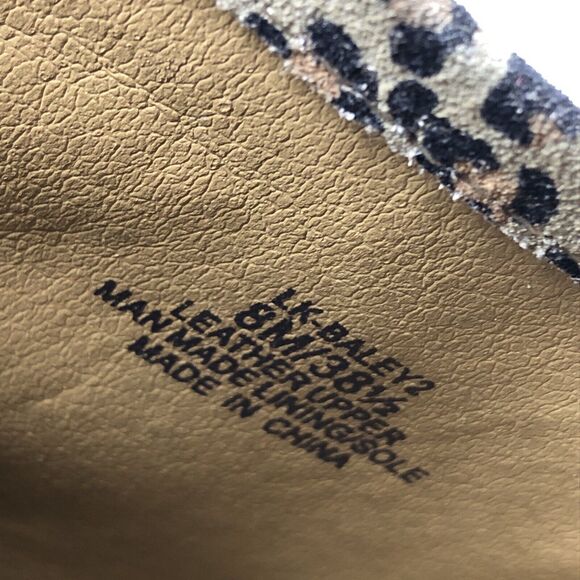 LK-BALEY2
8M/38½
LEATHER UPPER
MAN MADE LINING/SOLE
MADE IN CHINA